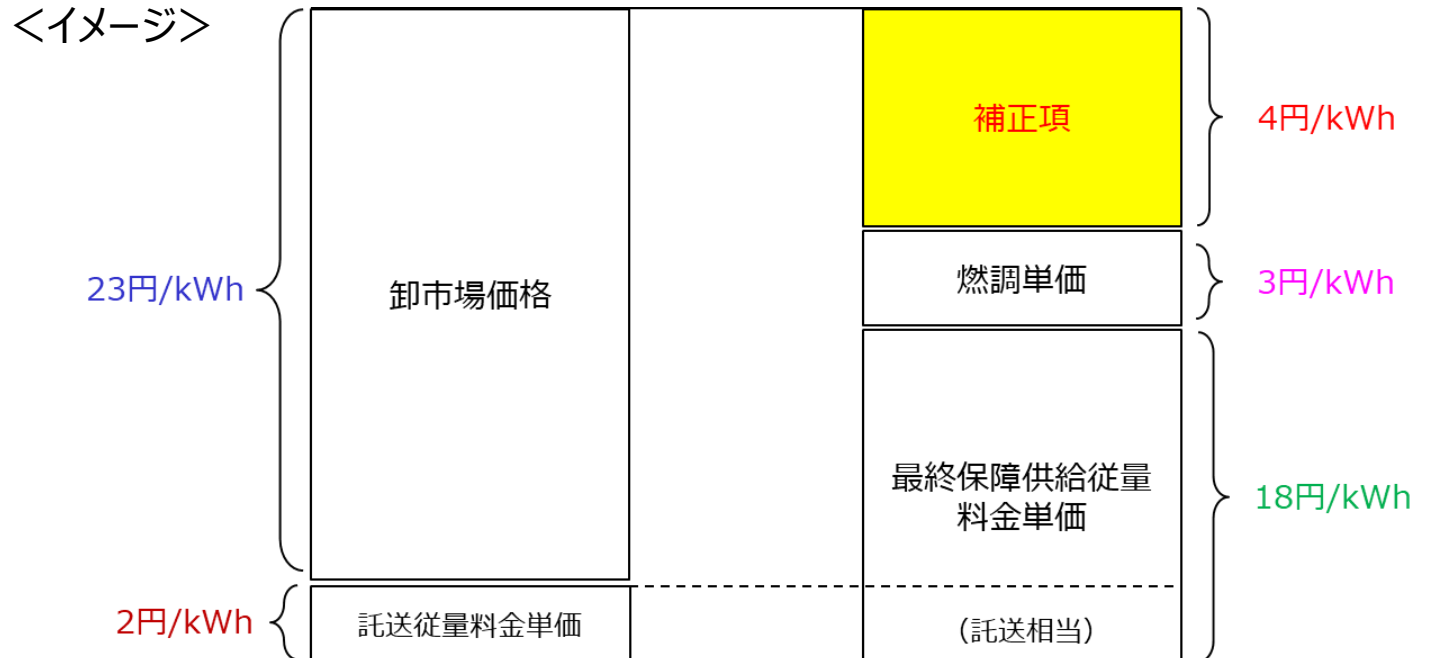 ＜イメージ＞
補正項
4円/kWh
燃調単価
3円/kWh
23円/kWh
卸市場価格
最終保障供給従量
料金単価
18円/kWh
2円/kWh
託送従量料金単価
（託送相当）